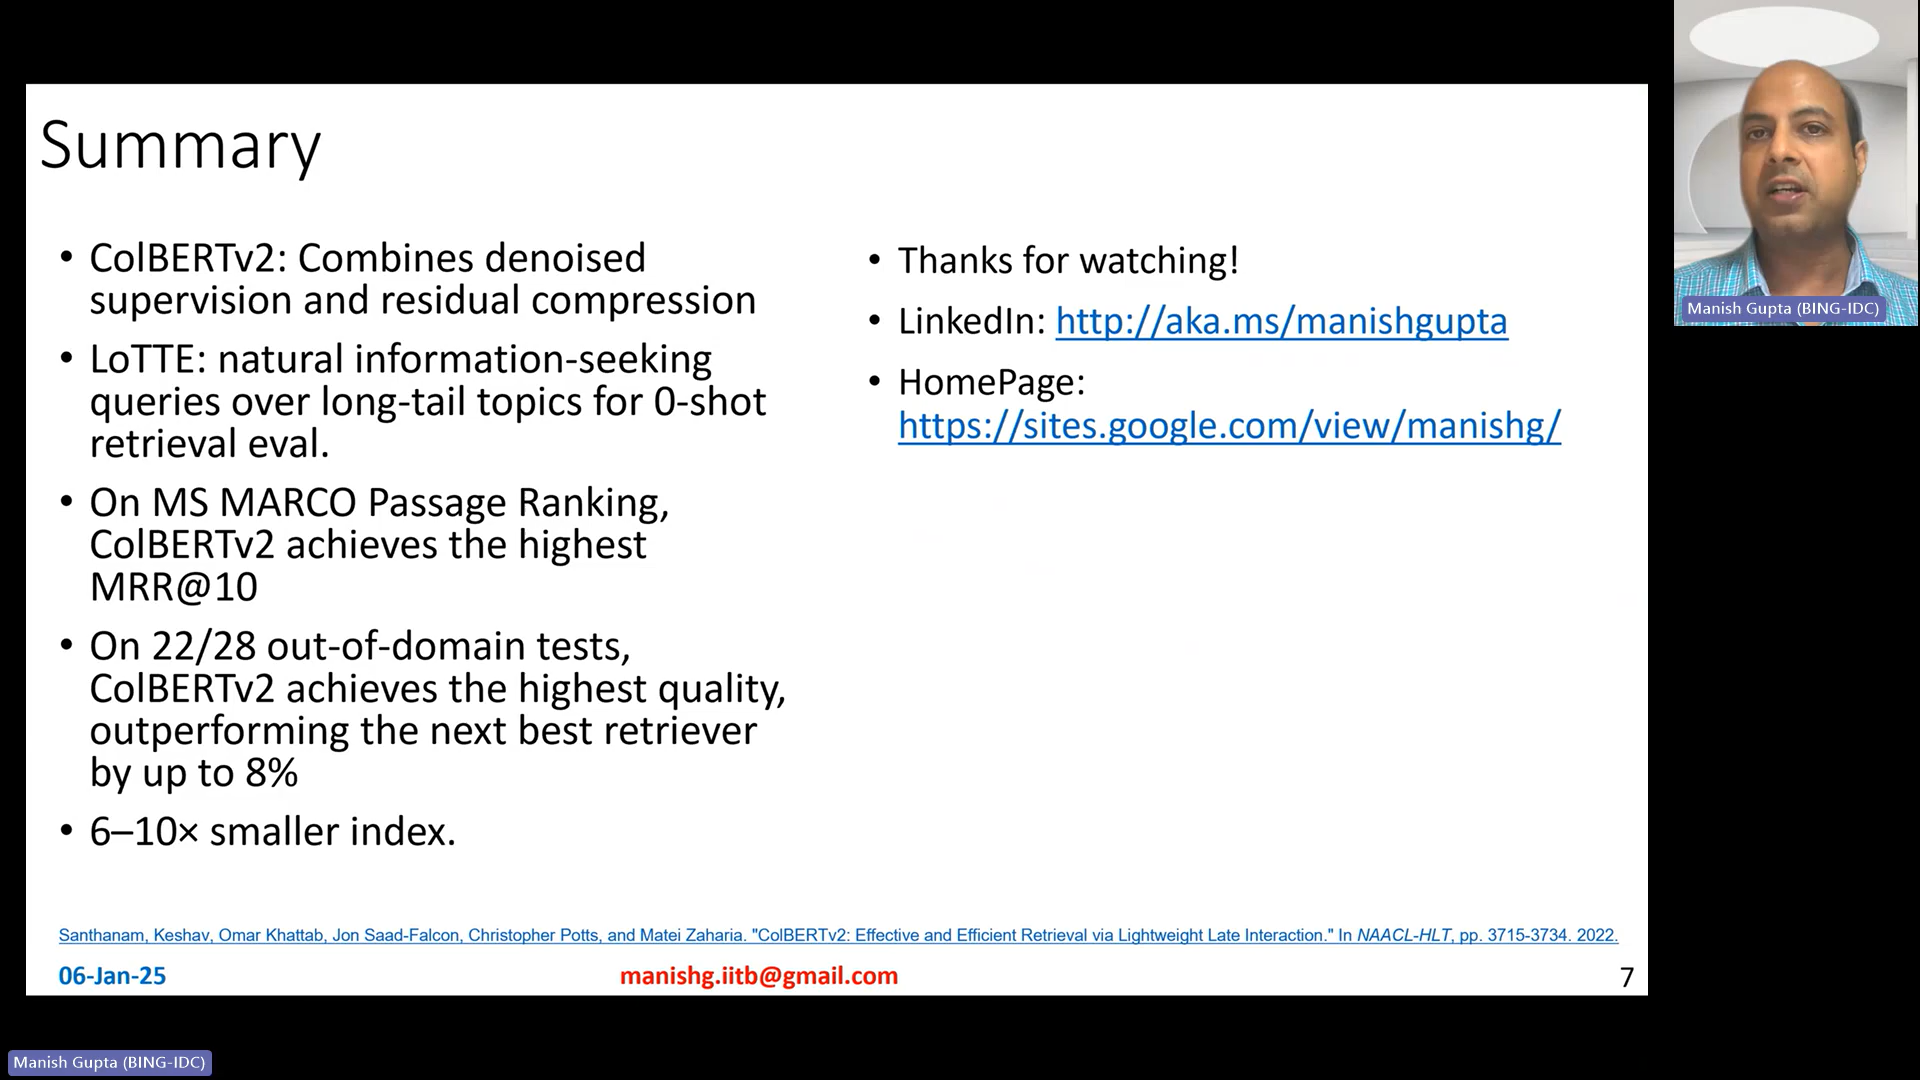 Summary
• ColBERTv2: Combines denoised
supervision and residual compression
• LoTTE: natural information-seeking
queries over long-tail topics for 0-shot
retrieval eval.
• On MS MARCO Passage Ranking,
ColBERTv2 achieves the highest
MRR@10
• On 22/28 out-of-domain tests,
ColBERTv2 achieves the highest quality,
outperforming the next best retriever
by up to 8%
• 6–10× smaller index.
• Thanks for watching!
• LinkedIn: http://aka.ms/manishgupta
• HomePage:
https://sites.google.com/view/manishg/
Santhanam, Keshav, Omar Khattab, Jon Saad-Falcon, Christopher Potts, and Matei Zaharia. "ColBERTv2: Effective and Efficient Retrieval via Lightweight Late Interaction." In NAACL-HLT, pp. 3715-3734. 2022.
06-Jan-25
manishg.iitb@gmail.com
7
Manish Gupta (BING-IDC)
Manish Gupta (BING-IDC)